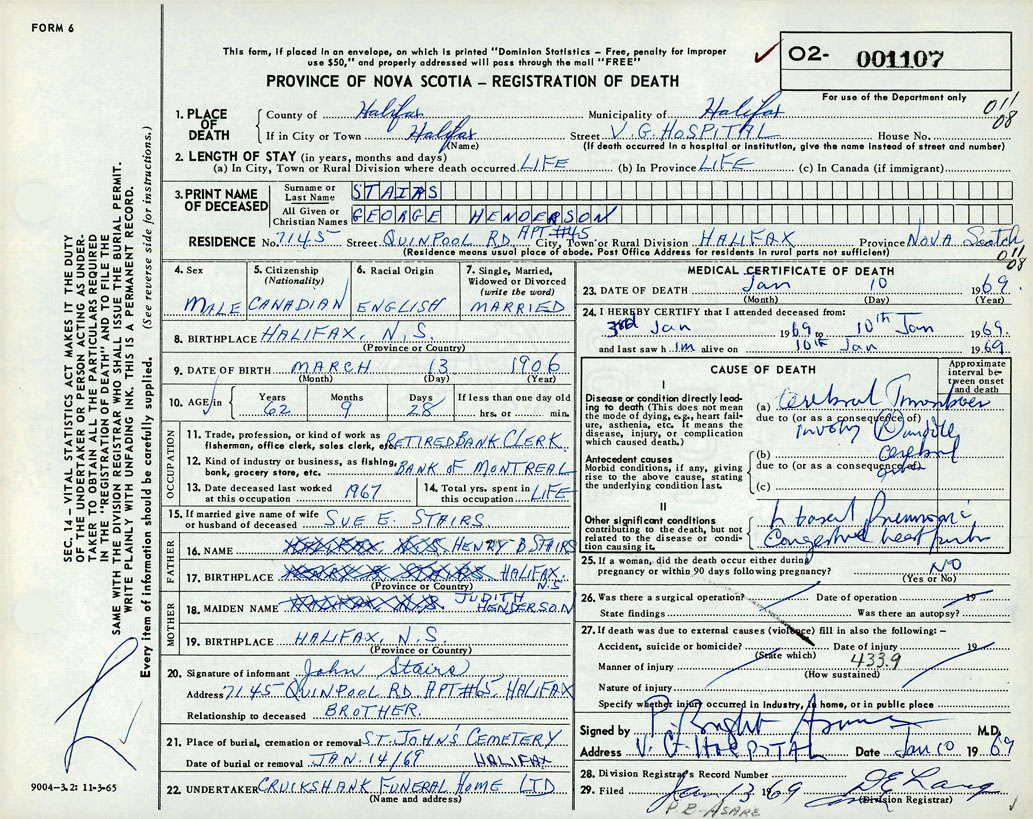 FORM 6
This form, if placed in an envelope, on which is printed "Dominion Statistics – Free, penalty for improper
use $50," and properly addressed will pass through the mail "FREE"
PROVINCE OF NOVA SCOTIA – REGISTRATION OF DEATH
O2- 001107
For use of the Department only
011
08
1. PLACE OF DEATH
County of Halifax Municipality of Halifax
If in City or Town Halifax Street V.G. HOSPITAL House No.
(Name) (If death occurred in a hospital or institution, give the name instead of street and number)
2. LENGTH OF STAY (in years, months and days)
(a) In City, Town or Rural Division where death occurred LIFE (b) In Province LIFE (c) In Canada (if immigrant)
3. PRINT NAME OF DECEASED
Surname or Last Name STAIRS
All Given or Christian Names GEORGE HENDERSON
RESIDENCE No. 7145 Street QUINPOOL RD APT #45 City, Town or Rural Division HALIFAX Province NOVA Scotch
(Residence means usual place of abode. Post Office Address for residents in rural parts not sufficient)
011
08
4. Sex MALE
5. Citizenship (Nationality) CANADIAN
6. Racial Origin ENGLISH
7. Single, Married, Widowed or Divorced (write the word) MARRIED
8. BIRTHPLACE HALIFAX, N.S.
(Province or Country)
9. DATE OF BIRTH MARCH 13 1906
(Month) (Day) (Year)
10. AGE in Years 62 Months 9 Days 28 If less than one day old hrs. or min.
OCCUPATION
11. Trade, profession, or kind of work as fisherman, office clerk, sales clerk, etc. RETIRED BANK CLERK
12. Kind of industry or business, as fishing, bank, grocery store, etc. BANK OF MONTREAL
13. Date deceased last worked at this occupation 1967
14. Total yrs. spent in this occupation LIFE
15. If married give name of wife or husband of deceased SUE E. STAIRS
FATHER
16. NAME HENRY B STAIRS
17. BIRTHPLACE HALIFAX, N.S
(Province or Country)
MOTHER
18. MAIDEN NAME JUDITH HENDERSON
19. BIRTHPLACE HALIFAX, N.S.
(Province or Country)
20. Signature of informant John Stairs
Address 7145 QUINPOOL RD. APT #65, HALIFAX
Relationship to deceased BROTHER.
21. Place of burial, cremation or removal ST. JOHN'S CEMETERY
Date of burial or removal JAN. 14/69 HALIFAX
22. UNDERTAKER CRUIKSHANK FUNERAL HOME LTD
(Name and address)
MEDICAL CERTIFICATE OF DEATH
23. DATE OF DEATH Jan 10 1969.
(Month) (Day) (Year)
24. I HEREBY CERTIFY that I attended deceased from:
3rd Jan 1969 to 10th Jan 1969.
and last saw h im alive on 10th Jan 1969
CAUSE OF DEATH
Approximate interval between onset and death
I
Disease or condition directly leading to death (This does not mean the mode of dying, e.g., heart failure, asthenia, etc. It means the disease, injury, or complication which caused death.)
(a) Cerebral
due to (or as a consequence of)
Antecedent causes
Morbid conditions, if any, giving rise to the above cause, stating the underlying condition last.
(b) cerebral
due to (or as a consequence of)
(c)
II
Other significant conditions
contributing to the death, but not related to the disease or condition causing it.
basal
Congestive heart
25. If a woman, did the death occur either during pregnancy or within 90 days following pregnancy? NO
(Yes or No)
26. Was there a surgical operation? Date of operation 19
State findings Was there an autopsy?
27. If death was due to external causes (violence) fill in also the following: –
Accident, suicide or homicide? Date of injury 19
(State which)
Manner of injury 433.9
(How sustained)
Nature of injury
Specify whether injury occurred in Industry, in home, or in public place
Signed by P. Bright M.D.
Address V. G HOSPITAL Date Jan 10 1969
28. Division Registrar's Record Number
29. Filed Jan 13 1969 D E Lang
(Division Registrar)
P. B. ASARE
SEC. 14 – VITAL STATISTICS ACT MAKES IT THE DUTY
OF THE UNDERTAKER OR PERSON ACTING AS UNDER-
TAKER TO OBTAIN ALL THE PARTICULARS REQUIRED
IN THE "REGISTRATION OF DEATH" AND TO FILE THE
SAME WITH THE DIVISION REGISTRAR WHO SHALL ISSUE THE BURIAL PERMIT.
WRITE PLAINLY WITH UNFADING INK. THIS IS A PERMANENT RECORD.
Every item of information should be carefully supplied. (See reverse side for instructions.)
9004-3.2: 11-3-65